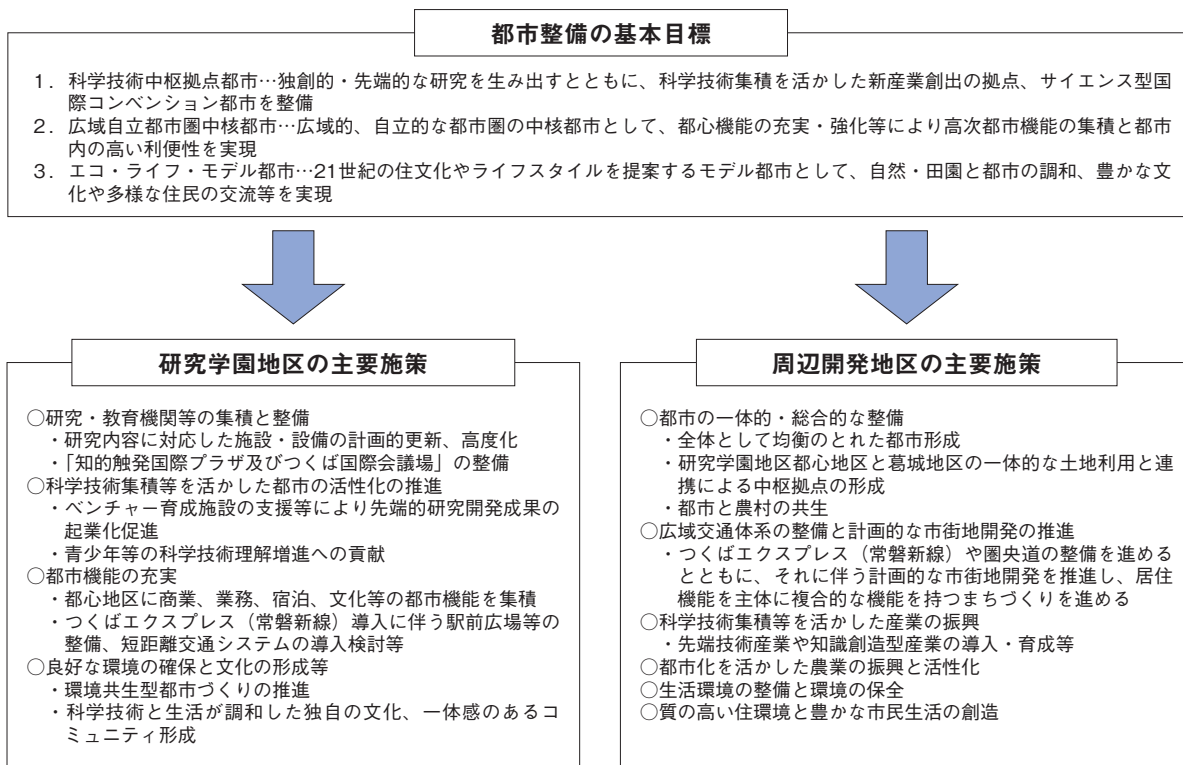 都市整備の基本目標
1．科学技術中枢拠点都市…独創的・先端的な研究を生み出すとともに、科学技術集積を活かした新産業創出の拠点、サイエンス型国
際コンベンション都市を整備
2．広域自立都市圏中核都市…広域的、自立的な都市圏の中核都市として、都心機能の充実・強化等により高次都市機能の集積と都市
内の高い利便性を実現
3．エコ・ライフ・モデル都市…21世紀の住文化やライフスタイルを提案するモデル都市として、自然・田園と都市の調和、豊かな文
化や多様な住民の交流等を実現
研究学園地区の主要施策
○研究・教育機関等の集積と整備
・研究内容に対応した施設・設備の計画的更新、高度化
・「知的触発国際プラザ及びつくば国際会議場」の整備
○科学技術集積等を活かした都市の活性化の推進
・ベンチャー育成施設の支援等により先端的研究開発成果の
起業化促進
・青少年等の科学技術理解増進への貢献
○都市機能の充実
・都心地区に商業、業務、宿泊、文化等の都市機能を集積
・つくばエクスプレス（常磐新線）導入に伴う駅前広場等の
整備、短距離交通システムの導入検討等
○良好な環境の確保と文化の形成等
・環境共生型都市づくりの推進
・科学技術と生活が調和した独自の文化、一体感のあるコ
ミュニティ形成
周辺開発地区の主要施策
○都市の一体的・総合的な整備
・全体として均衡のとれた都市形成
・研究学園地区都心地区と葛城地区の一体的な土地利用と連
携による中枢拠点の形成
・都市と農村の共生
○広域交通体系の整備と計画的な市街地開発の推進
・つくばエクスプレス（常磐新線）や圏央道の整備を進める
とともに、それに伴う計画的な市街地開発を推進し、居住
機能を主体に複合的な機能を持つまちづくりを進める
○科学技術集積等を活かした産業の振興
・先端技術産業や知識創造型産業の導入・育成等
○都市化を活かした農業の振興と活性化
○生活環境の整備と環境の保全
○質の高い住環境と豊かな市民生活の創造